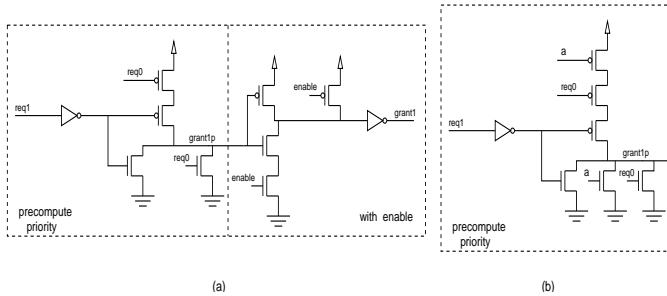 req0
req1
grant1p
req0
precompute
priority
enable
grant1
enable
with enable
(a)
a
req0
req1
grant1p
a
req0
precompute
priority
(b)